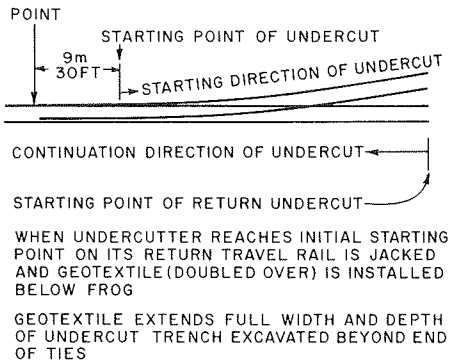 POINT
STARTING POINT OF UNDERCUT
9m
30FT
STARTING DIRECTION OF UNDERCUT
CONTINUATION DIRECTION OF UNDERCUT
STARTING POINT OF RETURN UNDERCUT
WHEN UNDERCUTTER REACHES INITIAL STARTING
POINT ON ITS RETURN TRAVEL RAIL IS JACKED
AND GEOTEXTILE (DOUBLED OVER) IS INSTALLED
BELOW FROG
GEOTEXTILE EXTENDS FULL WIDTH AND DEPTH
OF UNDERCUT TRENCH EXCAVATED BEYOND END
OF TIES